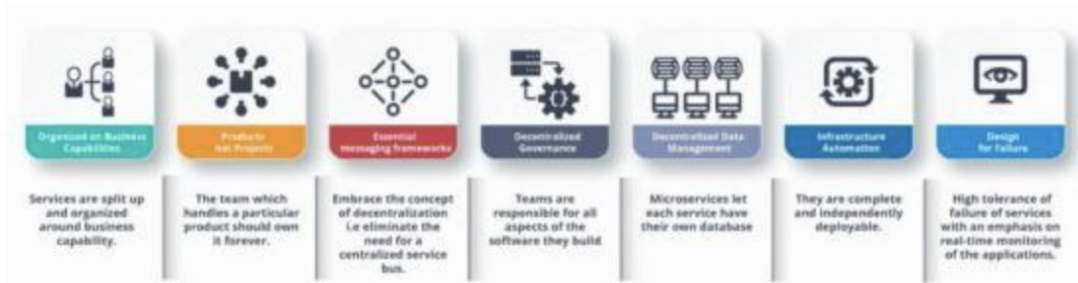 Organized on Business
Capabilities
Products
not Projects
Essential
messaging frameworks
Decentralized
Governance
Decentralized Data
Management
Infrastructure
Automation
Design
for Failure
Services are split up
and organized
around business
capability.
The team which
handles a particular
product should own
it forever.
Embrace the concept
of decentralization
i.e eliminate the
need for a
centralized service
bus.
Teams are
responsible for all
aspects of the
software they build
Microservices let
each service have
their own database
They are complete
and independently
deployable.
High tolerance of
failure of services
with an emphasis on
real-time monitoring
of the applications.